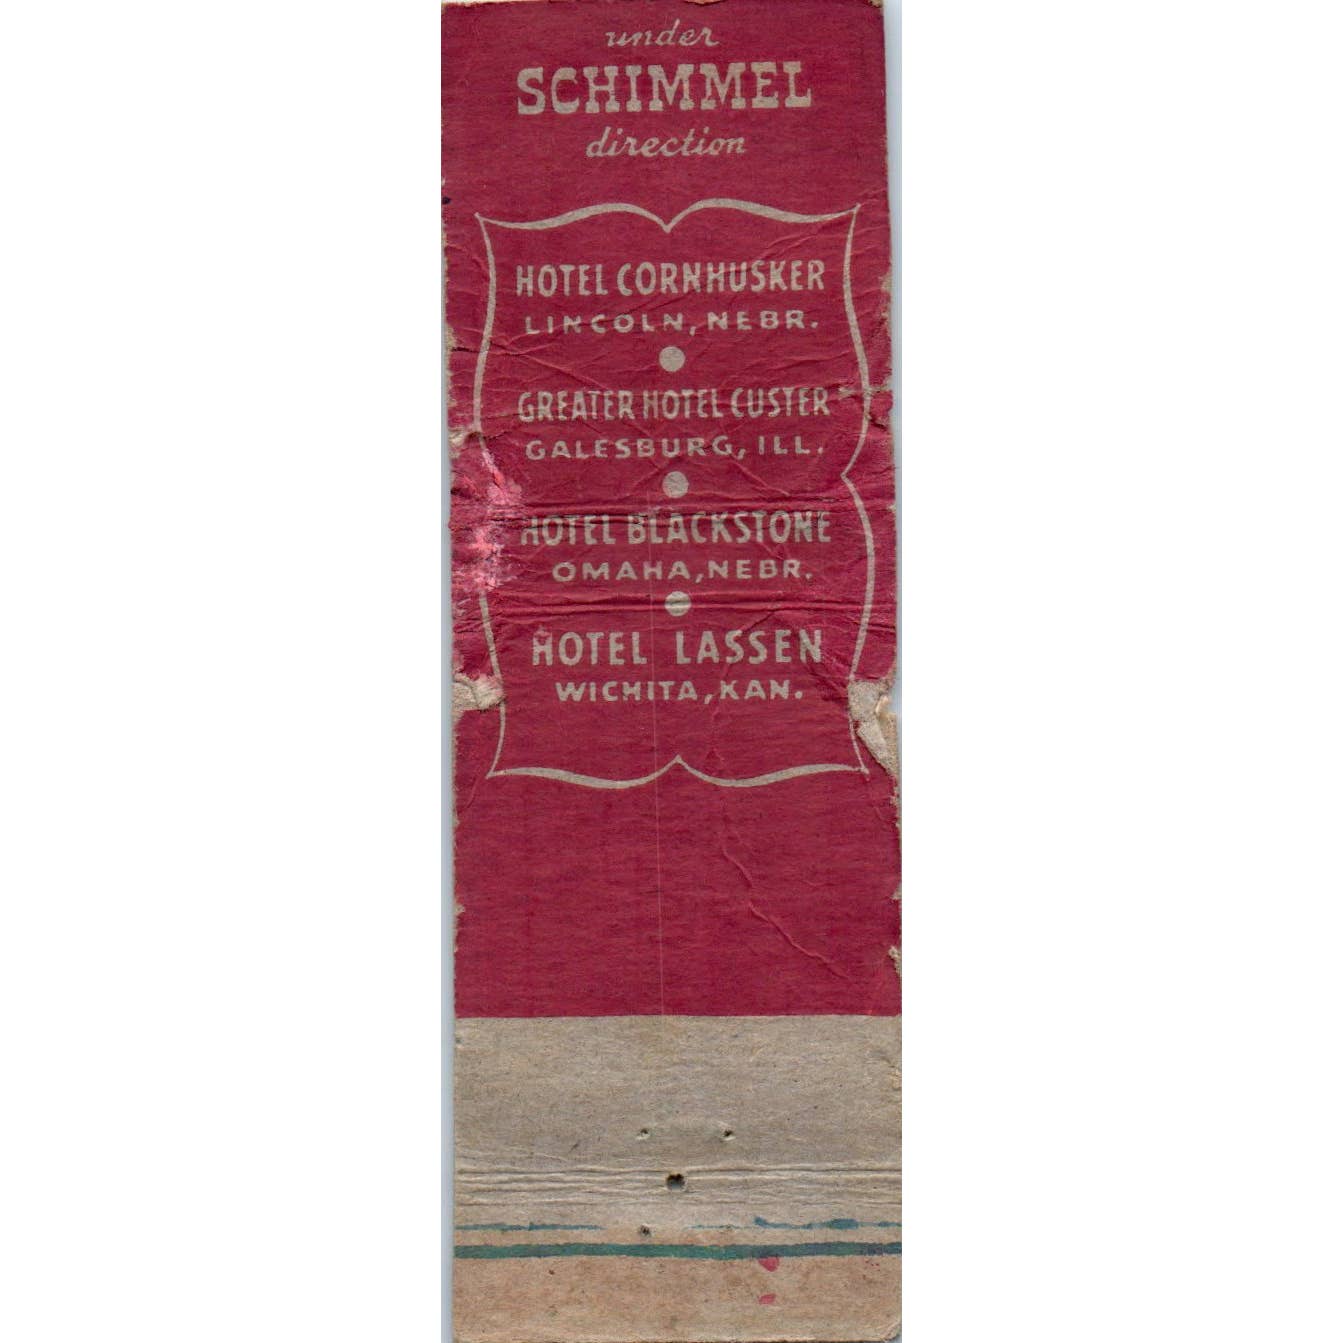 under
SCHIMMEL
direction
HOTEL CORNHUSKER
LINCOLN, NEBR.
GREATER HOTEL CUSTER
GALESBURG, ILL.
HOTEL BLACKSTONE
OMAHA, NEBR.
HOTEL LASSEN
WICHITA, KAN.